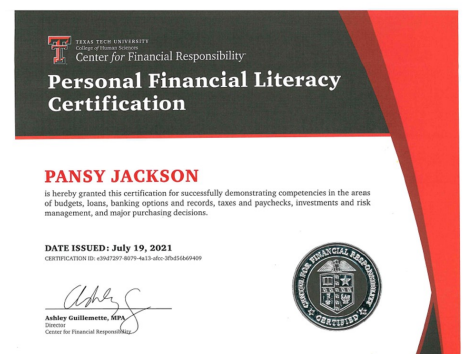 TEXAS TECH UNIVERSITY
College of Human Sciences
Center for Financial Responsibility
Personal Financial Literacy
Certification
PANSY JACKSON
is hereby granted this certification for successfully demonstrating competencies in the areas
of budgets, loans, banking options and records, taxes and paychecks, investments and risk
management, and major purchasing decisions.
DATE ISSUED: July 19, 2021
CERTIFICATION ID: e39d7297-8079-4a13-afcc-3fbd56b69409
Ashley Guillemette, MPA
Director
Center for Financial Responsibility
CENTER FOR FINANCIAL RESPONSIBILITY
CERTIFIED